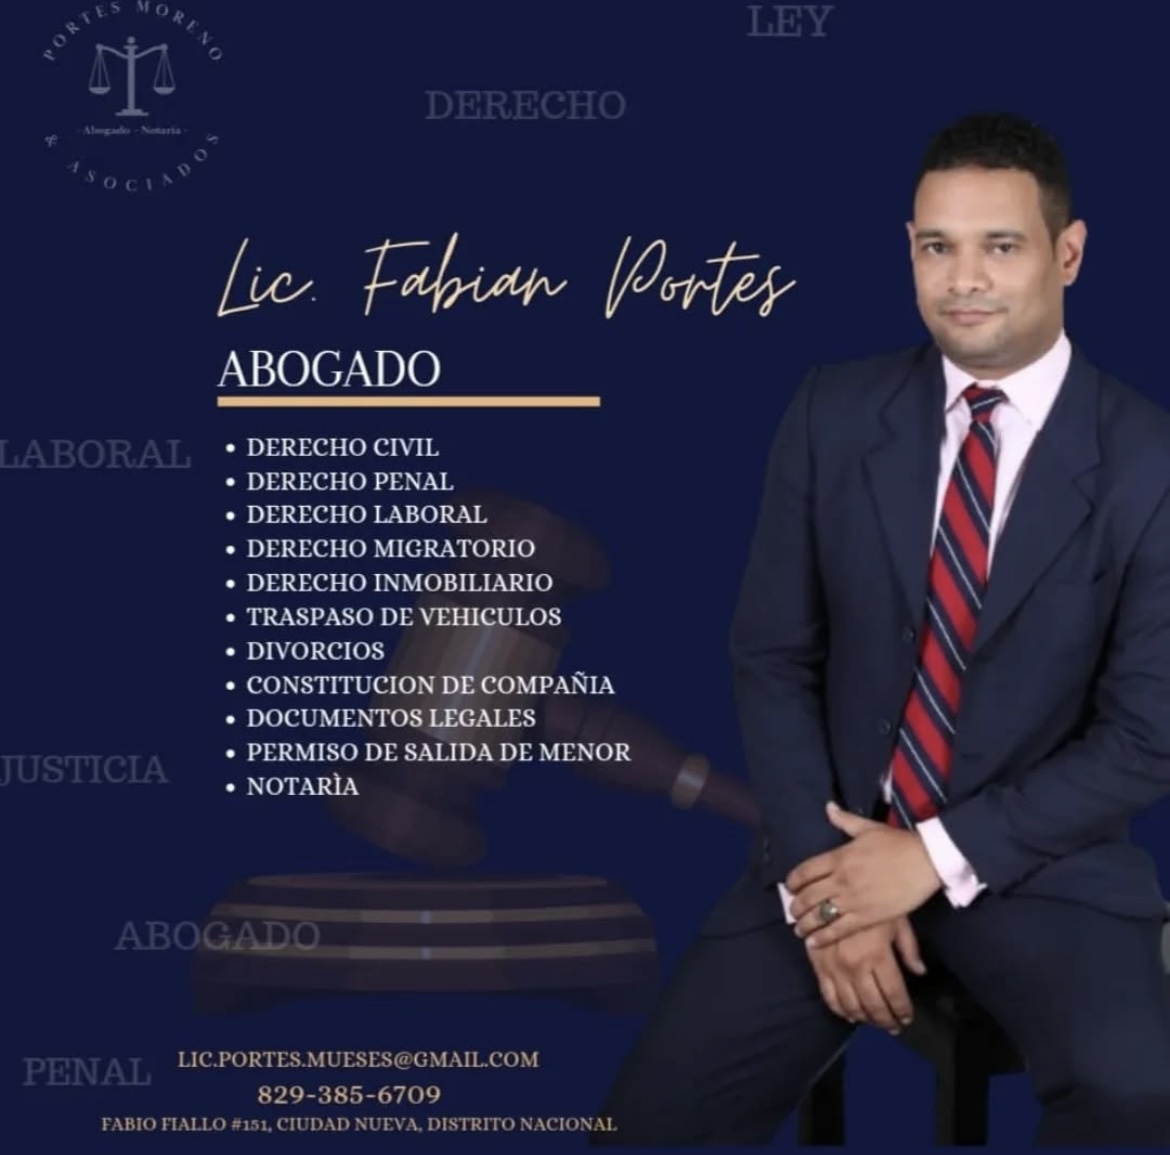 PORTES MORENO
- Abogado - Notaria -
& ASOCIADOS
LEY
DERECHO
Lic. Fabian Portes
ABOGADO
LABORAL
• DERECHO CIVIL
• DERECHO PENAL
• DERECHO LABORAL
• DERECHO MIGRATORIO
• DERECHO INMOBILIARIO
• TRASPASO DE VEHICULOS
• DIVORCIOS
• CONSTITUCION DE COMPAÑIA
• DOCUMENTOS LEGALES
• PERMISO DE SALIDA DE MENOR
• NOTARÌA
JUSTICIA
ABOGADO
PENAL
LIC.PORTES.MUESES@GMAIL.COM
829-385-6709
FABIO FIALLO #151, CIUDAD NUEVA, DISTRITO NACIONAL